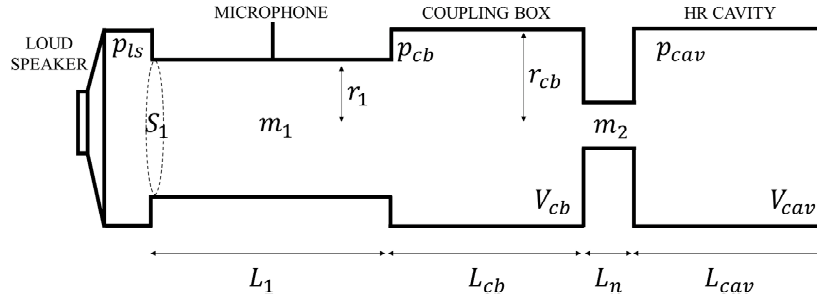 MICROPHONE
COUPLING BOX
HR CAVITY
LOUD
SPEAKER
p_ls
p_cb
p_cav
r_1
r_cb
S_1
m_1
m_2
V_cb
V_cav
L_1
L_cb
L_n
L_cav